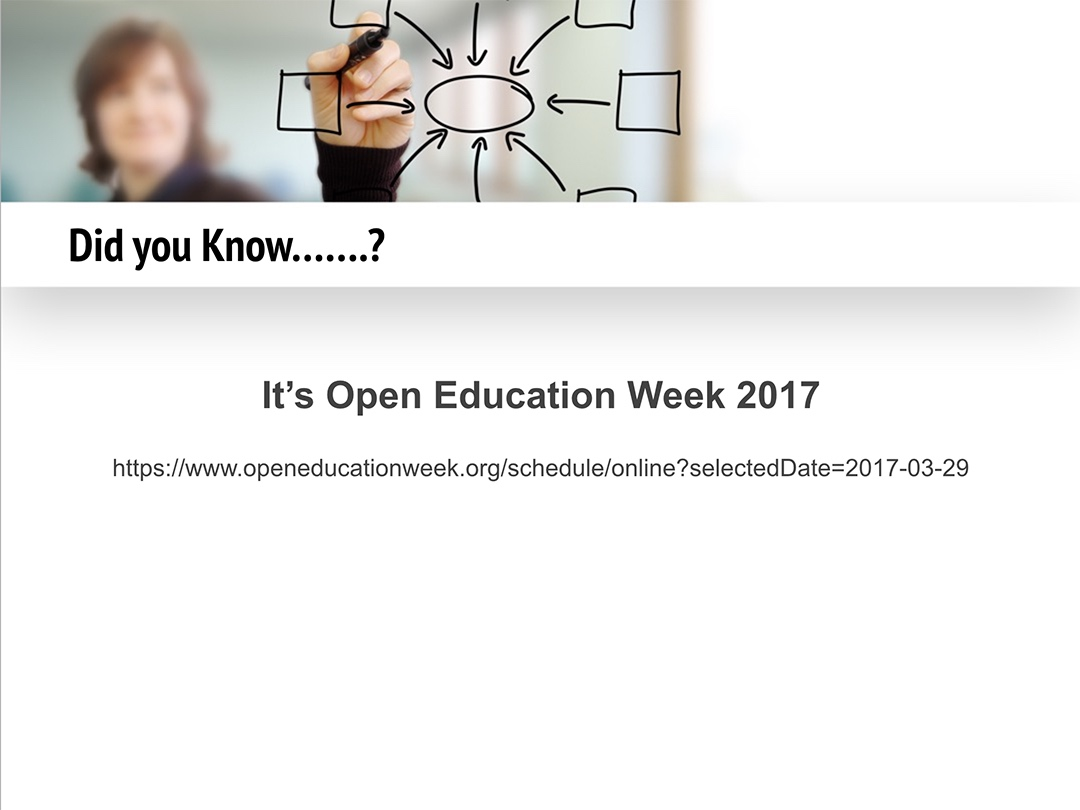 Did you Know.......?
It’s Open Education Week 2017
https://www.openeducationweek.org/schedule/online?selectedDate=2017-03-29